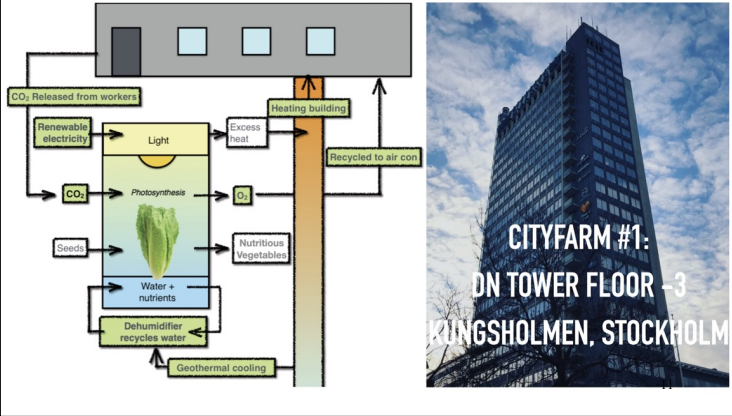 CO₂ Released from workers
Heating building
Renewable
electricity
Light
Excess
heat
Recycled to air con
CO₂
Photosynthesis
O₂
Seeds
Nutritious
Vegetables
Water +
nutrients
Dehumidifier
recycles water
Geothermal cooling
CITYFARM #1:
DN TOWER FLOOR -3
KUNGSHOLMEN, STOCKHOLM